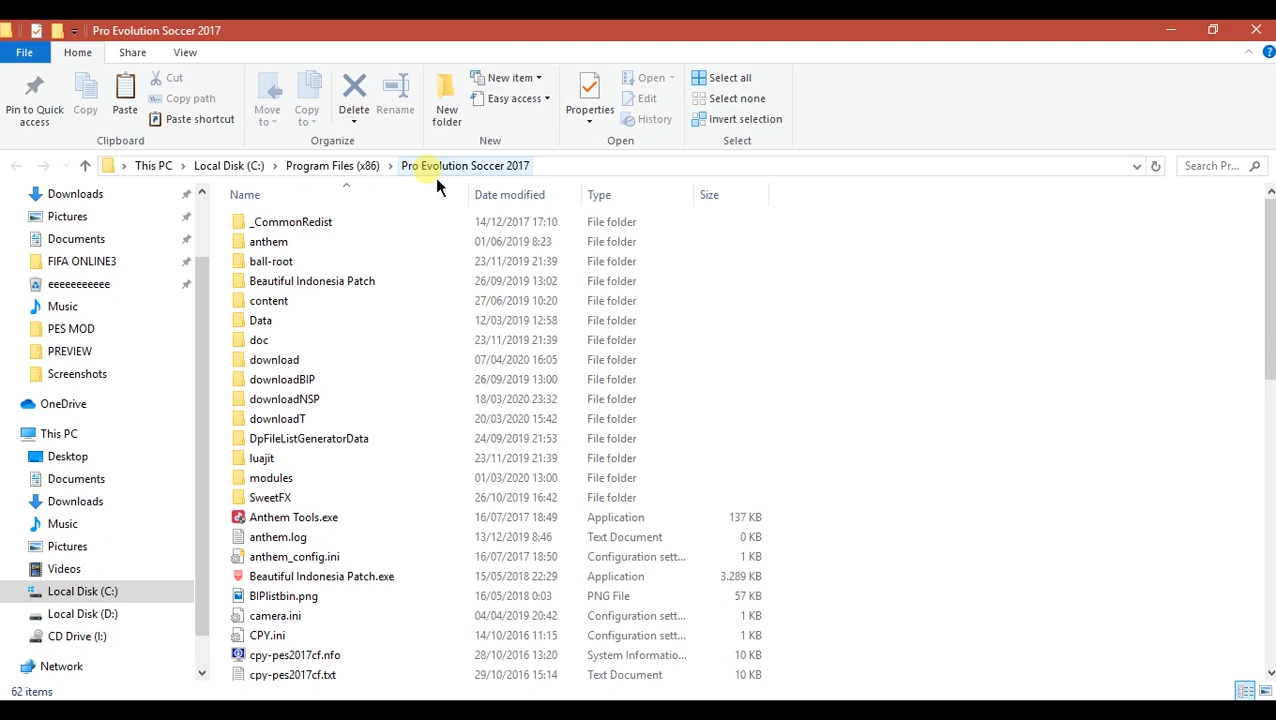 Pro Evolution Soccer 2017
File Home Share View
Pin to Quick access
Copy
Paste
Cut
Copy path
Paste shortcut
Clipboard
Move to
Copy to
Delete
Rename
Organize
New folder
New item
Easy access
New
Properties
Open
Edit
History
Open
Select all
Select none
Invert selection
Select
This PC Local Disk (C:) Program Files (x86) Pro Evolution Soccer 2017
Search Pr...
Downloads
Pictures
Documents
FIFA ONLINE3
eeeeeeeeeee
Music
PES MOD
PREVIEW
Screenshots
OneDrive
This PC
Desktop
Documents
Downloads
Music
Pictures
Videos
Local Disk (C:)
Local Disk (D:)
CD Drive (I:)
Network
Name Date modified Type Size
_CommonRedist 14/12/2017 17:10 File folder
anthem 01/06/2019 8:23 File folder
ball-root 23/11/2019 21:39 File folder
Beautiful Indonesia Patch 26/09/2019 13:02 File folder
content 27/06/2019 10:20 File folder
Data 12/03/2019 12:58 File folder
doc 23/11/2019 21:39 File folder
download 07/04/2020 16:05 File folder
downloadBIP 26/09/2019 13:00 File folder
downloadNSP 18/03/2020 23:32 File folder
downloadT 20/03/2020 15:42 File folder
DpFileListGeneratorData 24/09/2019 21:53 File folder
luajit 23/11/2019 21:39 File folder
modules 01/03/2020 13:00 File folder
SweetFX 26/10/2019 16:42 File folder
Anthem Tools.exe 16/07/2017 18:49 Application 137 KB
anthem.log 13/12/2019 8:46 Text Document 0 KB
anthem_config.ini 16/07/2017 18:50 Configuration sett... 1 KB
Beautiful Indonesia Patch.exe 15/05/2018 22:29 Application 3.289 KB
BIPlistbin.png 16/05/2018 0:03 PNG File 57 KB
camera.ini 04/04/2019 20:42 Configuration sett... 1 KB
CPY.ini 14/10/2016 11:15 Configuration sett... 1 KB
cpy-pes2017cf.nfo 28/10/2016 13:20 System Informatio... 10 KB
cpy-pes2017cf.txt 29/10/2016 15:14 Text Document 10 KB
62 items